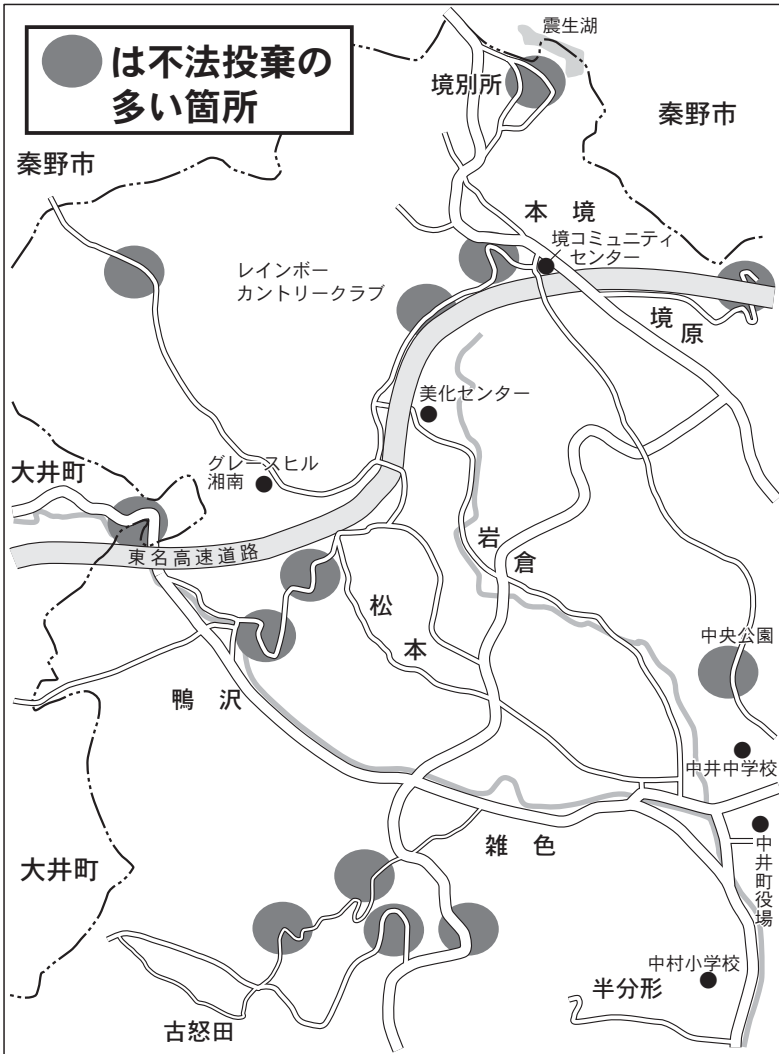 は不法投棄の
多い箇所
震生湖
境別所
秦野市
秦野市
本境
境コミュニティ
センター
レインボー
カントリークラブ
境原
美化センター
大井町
グレースヒル
湘南
東名高速道路
岩倉
松本
中央公園
鴨沢
中井中学校
雑色
大井町
中井町役場
中村小学校
半分形
古怒田